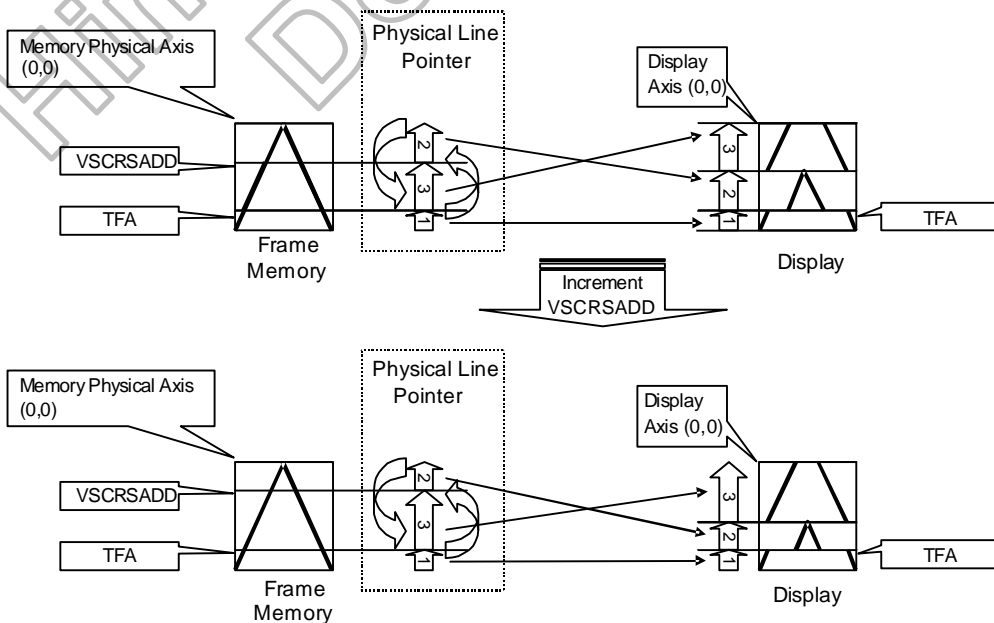 Physical Line
Pointer
Memory Physical Axis
(0,0)
Display
Axis (0,0)
VSCRSADD
TFA
2
3
1
3
2
1
TFA
Frame
Memory
Display
Increment
VSCRSADD
Physical Line
Pointer
Memory Physical Axis
(0,0)
Display
Axis (0,0)
VSCRSADD
TFA
2
3
1
3
2
1
TFA
Frame
Memory
Display